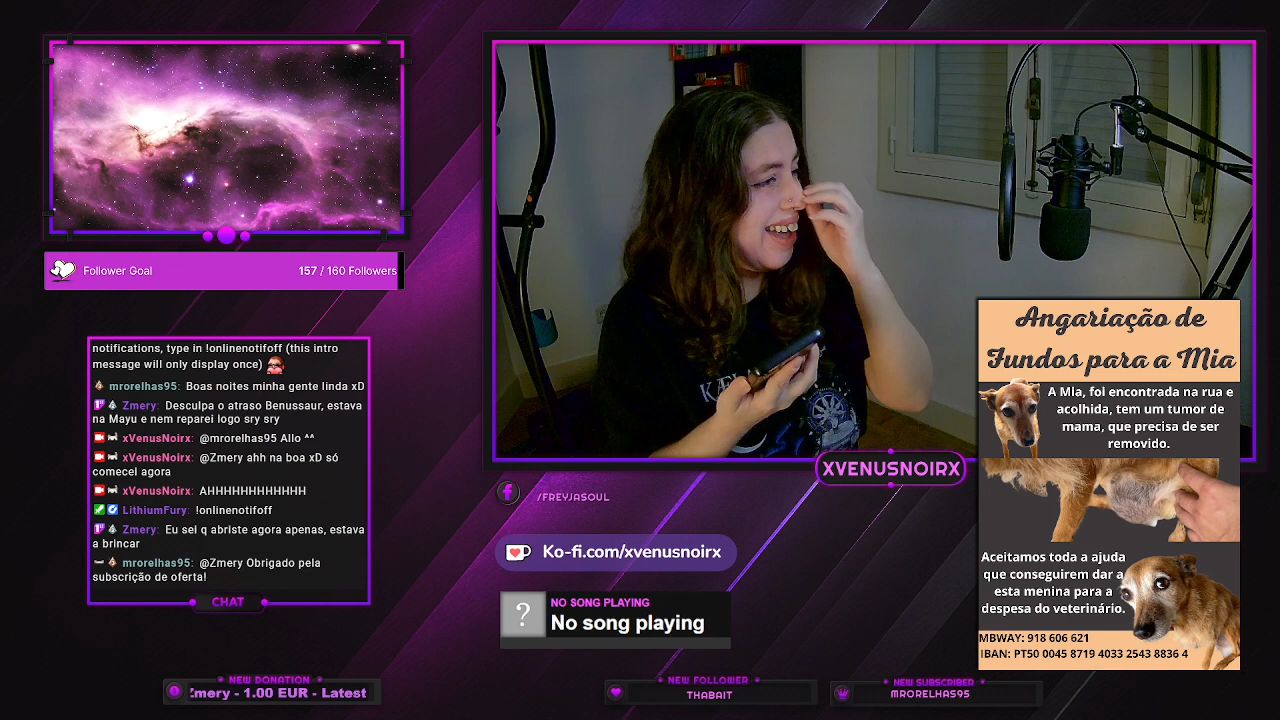 Follower Goal 157 / 160 Followers
notifications, type in !onlinenotifoff (this intro
message will only display once)
mrorelhas95: Boas noites minha gente linda xD
Zmery: Desculpa o atraso Benussaur, estava
na Mayu e nem reparei logo sry sry
xVenusNoirx: @mrorelhas95 Allo ^^
xVenusNoirx: @Zmery ahh na boa xD só
comecei agora
xVenusNoirx: AHHHHHHHHHHHH
LithiumFury: !onlinenotifoff
Zmery: Eu sei q abriste agora apenas, estava
a brincar
mrorelhas95: @Zmery Obrigado pela
subscrição de oferta!
CHAT
XVENUSNOIRX
/FREYJASOUL
Ko-fi.com/xvenusnoirx
?
NO SONG PLAYING
No song playing
Angariação de
Fundos para a Mia
A Mia, foi encontrada na rua e
acolhida, tem um tumor de
mama, que precisa de ser
removido.
Aceitamos toda a ajuda
que conseguirem dar a
esta menina para a
despesa do veterinário.
MBWAY: 918 606 621
IBAN: PT50 0045 8719 4033 2543 8836 4
NEW DONATION
Zmery - 1.00 EUR - Latest
NEW FOLLOWER
THABAIT
NEW SUBSCRIBER
MRORELHAS95